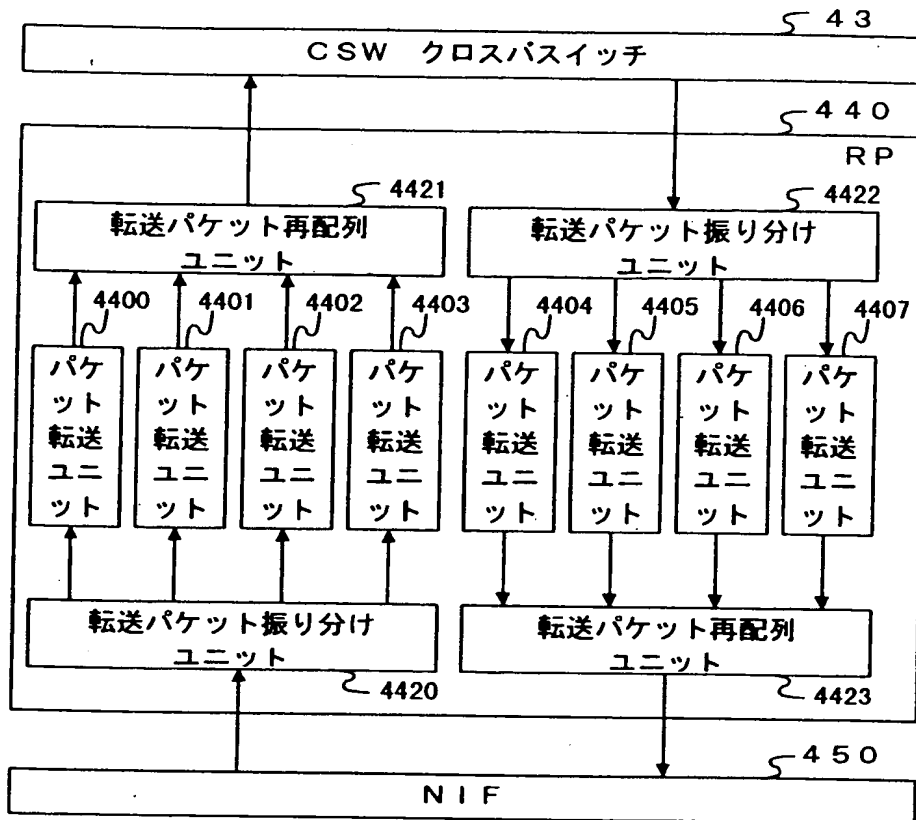 43
CSW クロスバスイッチ
440
RP
4421
転送パケット再配列
ユニット
4422
転送パケット振り分け
ユニット
4400
4401
4402
4403
4404
4405
4406
4407
パケ
ット
転送
ユニ
ット
パケ
ット
転送
ユニ
ット
パケ
ット
転送
ユニ
ット
パケ
ット
転送
ユニ
ット
パケ
ット
転送
ユニ
ット
パケ
ット
転送
ユニ
ット
パケ
ット
転送
ユニ
ット
パケ
ット
転送
ユニ
ット
転送パケット振り分け
ユニット
4420
転送パケット再配列
ユニット
4423
450
NIF